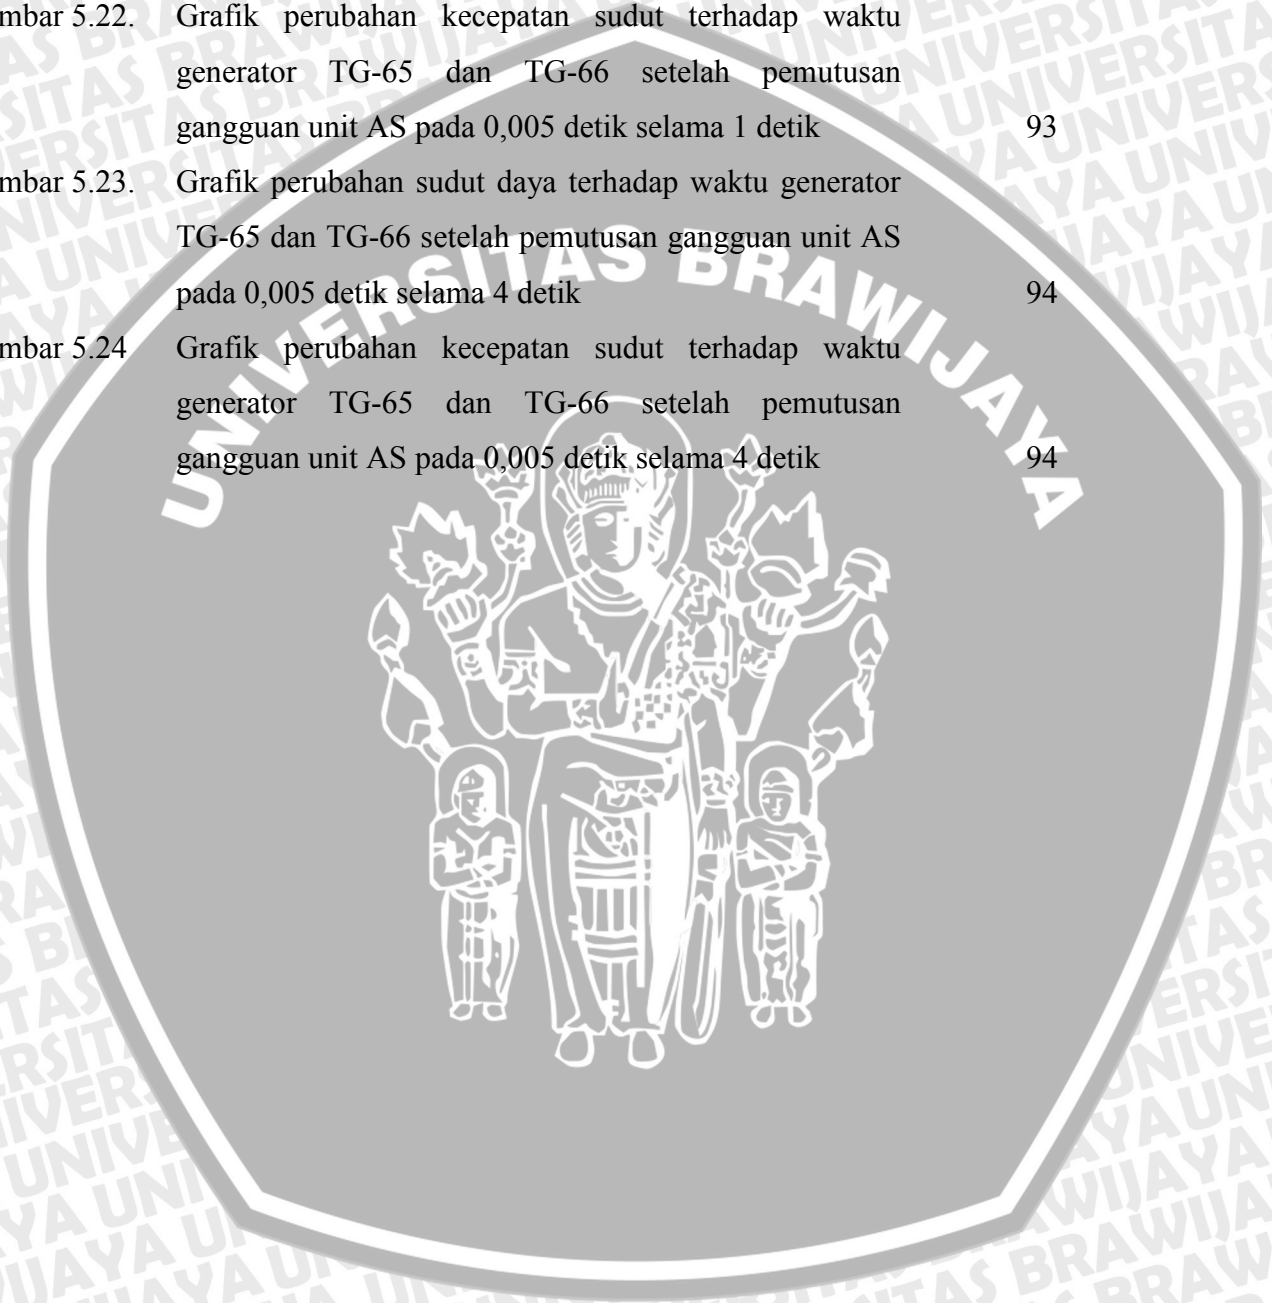 mbar 5.22. Grafik perubahan kecepatan sudut terhadap waktu
generator TG-65 dan TG-66 setelah pemutusan
gangguan unit AS pada 0,005 detik selama 1 detik 93
mbar 5.23. Grafik perubahan sudut daya terhadap waktu generator
TG-65 dan TG-66 setelah pemutusan gangguan unit AS
pada 0,005 detik selama 4 detik 94
mbar 5.24 Grafik perubahan kecepatan sudut terhadap waktu
generator TG-65 dan TG-66 setelah pemutusan
gangguan unit AS pada 0,005 detik selama 4 detik 94
UNIVERSITAS BRAWIJAYA